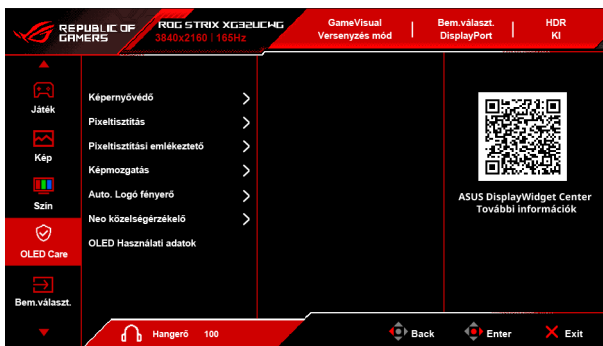 REPUBLIC OF
GAMERS
ROG STRIX XG32UCWG
3840x2160 | 165Hz
GameVisual
Versenyzés mód
Bem.választ.
DisplayPort
HDR
KI
Játék
Kép
Szín
OLED Care
Bem.választ.
Képernyővédő
Pixeltisztítás
Pixeltisztítási emlékeztető
Képmozgatás
Auto. Logó fényerő
Neo közelségérzékelő
OLED Használati adatok
ASUS DisplayWidget Center
További információk
Hangerő 100
Back
Enter
Exit